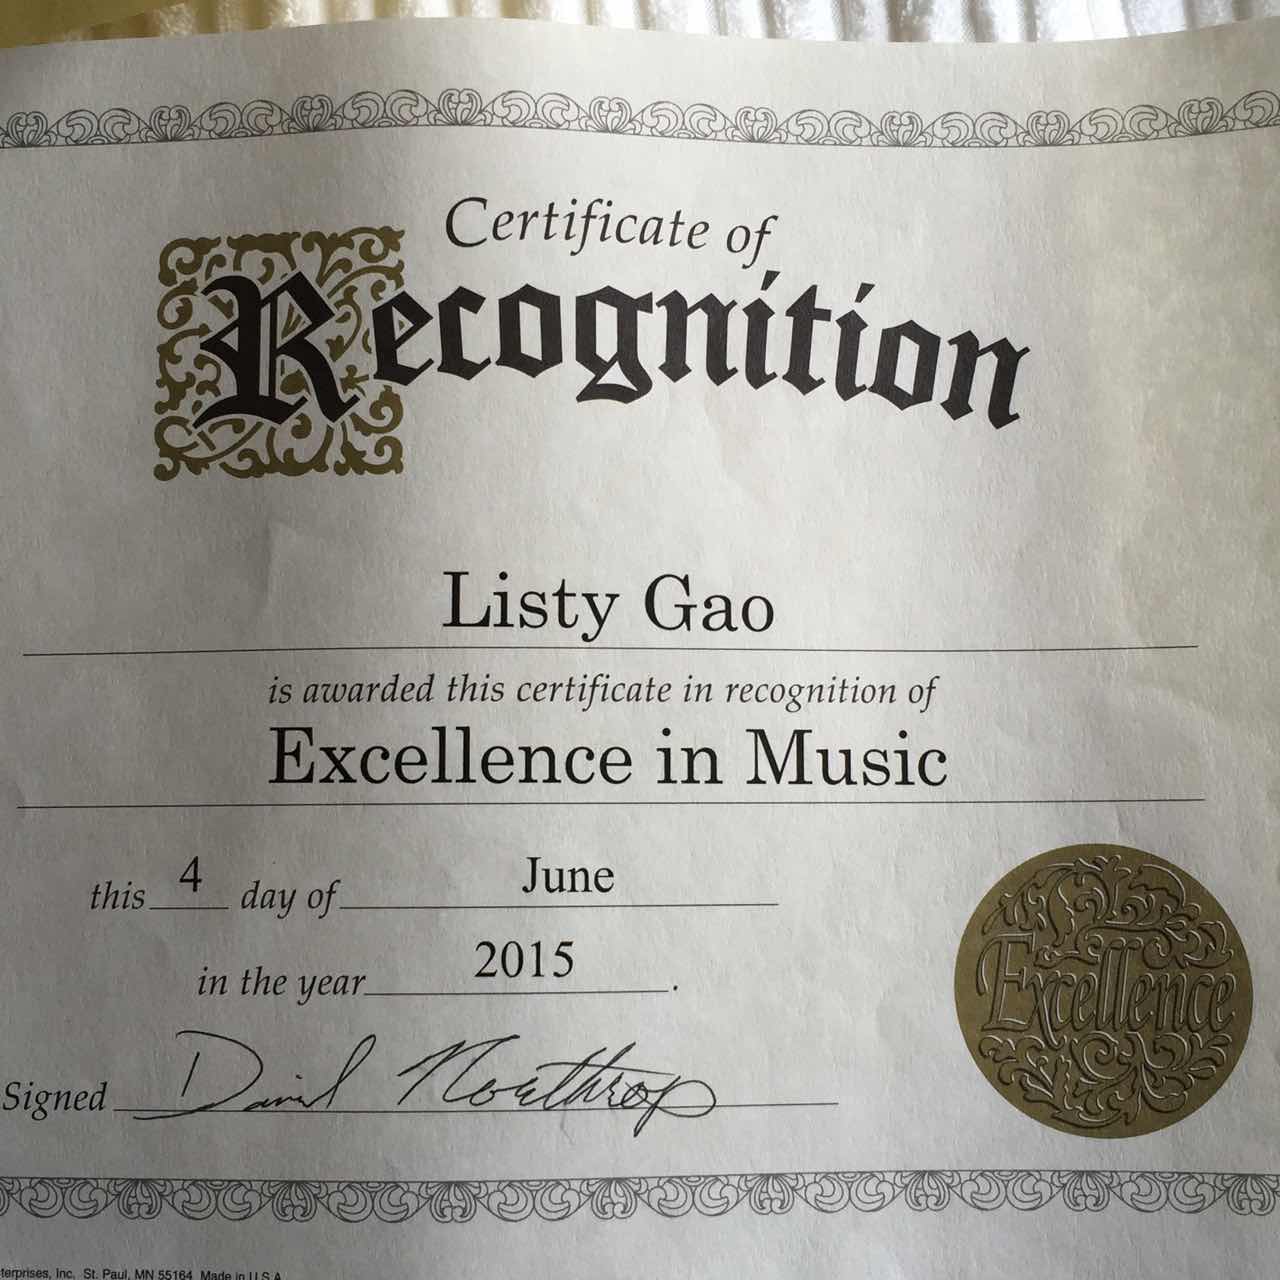 Certificate of
Recognition
Listy Gao
is awarded this certificate in recognition of
Excellence in Music
this 4 day of June
in the year 2015.
Excellence
Signed David Northrop
terprises, Inc. St. Paul, MN 55164 Made in U.S.A.